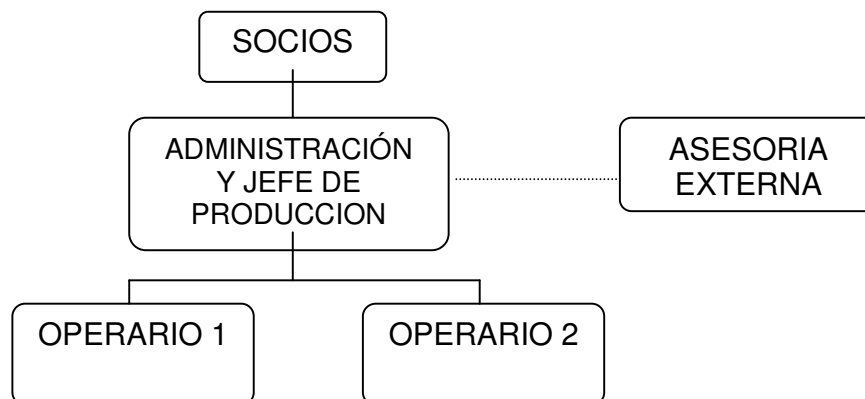 SOCIOS
ADMINISTRACIÓN
Y JEFE DE
PRODUCCION
ASESORIA
EXTERNA
OPERARIO 1
OPERARIO 2